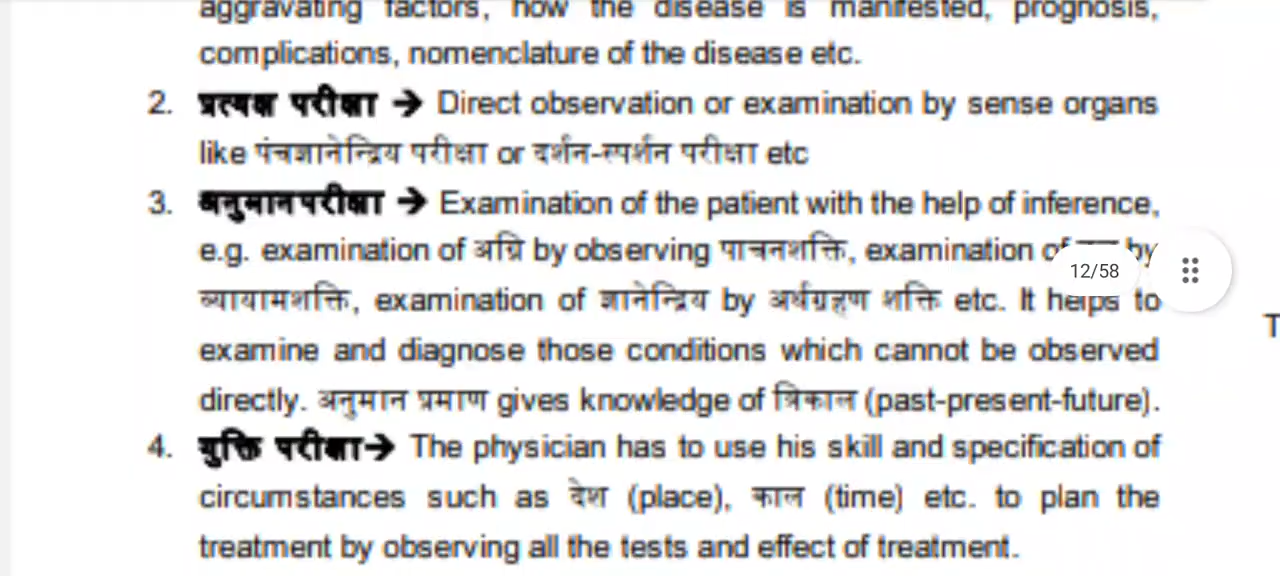 aggravating factors, how the disease is manifested, prognosis,
complications, nomenclature of the disease etc.
2. प्रत्यक्ष परीक्षा → Direct observation or examination by sense organs
like पंचज्ञानेन्द्रिय परीक्षा or दर्शन-स्पर्शन परीक्षा etc
3. अनुमान परीक्षा → Examination of the patient with the help of inference,
e.g. examination of अग्नि by observing पाचनशक्ति, examination of by
12/58
व्यायामशक्ति, examination of ज्ञानेन्द्रिय by अर्थग्रहण शक्ति etc. It helps to
T
examine and diagnose those conditions which cannot be observed
directly. अनुमान प्रमाण gives knowledge of त्रिकाल (past-present-future).
4. युक्ति परीक्षा→ The physician has to use his skill and specification of
circumstances such as देश (place), काल (time) etc. to plan the
treatment by observing all the tests and effect of treatment.